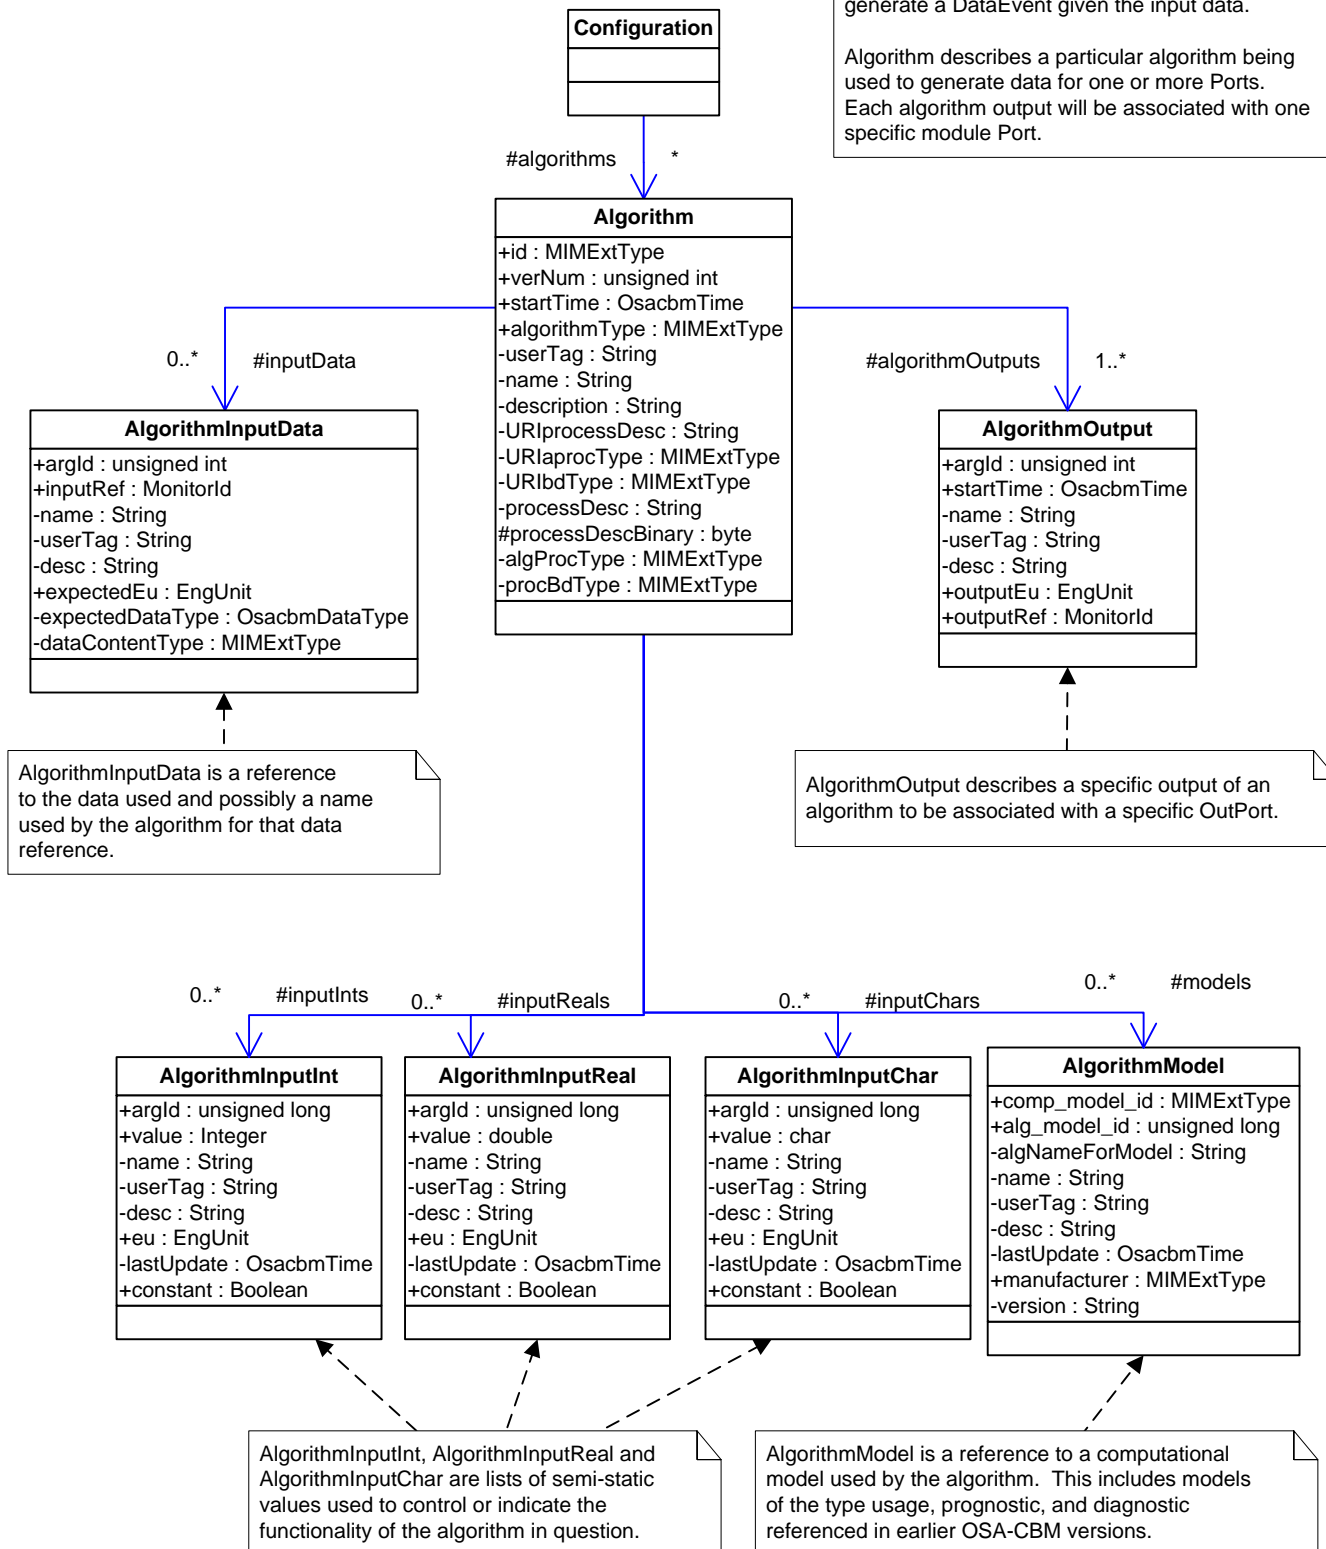 generate a DataEvent given the input data.
Algorithm describes a particular algorithm being
used to generate data for one or more Ports.
Each algorithm output will be associated with one
specific module Port.
Configuration
#algorithms *
Algorithm
+id : MIMExtType
+verNum : unsigned int
+startTime : OsacbmTime
+algorithmType : MIMExtType
-userTag : String
-name : String
-description : String
-URIprocessDesc : String
-URIaprocType : MIMExtType
-URIbdType : MIMExtType
-processDesc : String
#processDescBinary : byte
-algProcType : MIMExtType
-procBdType : MIMExtType
0..* #inputData
#algorithmOutputs 1..*
AlgorithmInputData
+argId : unsigned int
+inputRef : MonitorId
-name : String
-userTag : String
-desc : String
+expectedEu : EngUnit
-expectedDataType : OsacbmDataType
-dataContentType : MIMExtType
AlgorithmOutput
+argId : unsigned int
+startTime : OsacbmTime
-name : String
-userTag : String
-desc : String
+outputEu : EngUnit
+outputRef : MonitorId
AlgorithmInputData is a reference
to the data used and possibly a name
used by the algorithm for that data
reference.
AlgorithmOutput describes a specific output of an
algorithm to be associated with a specific OutPort.
0..* #inputInts
0..* #inputReals
0..* #inputChars
0..* #models
AlgorithmInputInt
+argId : unsigned long
+value : Integer
-name : String
-userTag : String
-desc : String
+eu : EngUnit
-lastUpdate : OsacbmTime
+constant : Boolean
AlgorithmInputReal
+argId : unsigned long
+value : double
-name : String
-userTag : String
-desc : String
+eu : EngUnit
-lastUpdate : OsacbmTime
+constant : Boolean
AlgorithmInputChar
+argId : unsigned long
+value : char
-name : String
-userTag : String
-desc : String
+eu : EngUnit
-lastUpdate : OsacbmTime
+constant : Boolean
AlgorithmModel
+comp_model_id : MIMExtType
+alg_model_id : unsigned long
-algNameForModel : String
-name : String
-userTag : String
-desc : String
-lastUpdate : OsacbmTime
+manufacturer : MIMExtType
-version : String
AlgorithmInputInt, AlgorithmInputReal and
AlgorithmInputChar are lists of semi-static
values used to control or indicate the
functionality of the algorithm in question.
AlgorithmModel is a reference to a computational
model used by the algorithm. This includes models
of the type usage, prognostic, and diagnostic
referenced in earlier OSA-CBM versions.